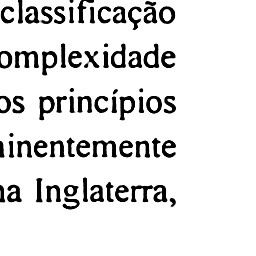 classificação
omplexidade
os princípios
inentemente
na Inglaterra,